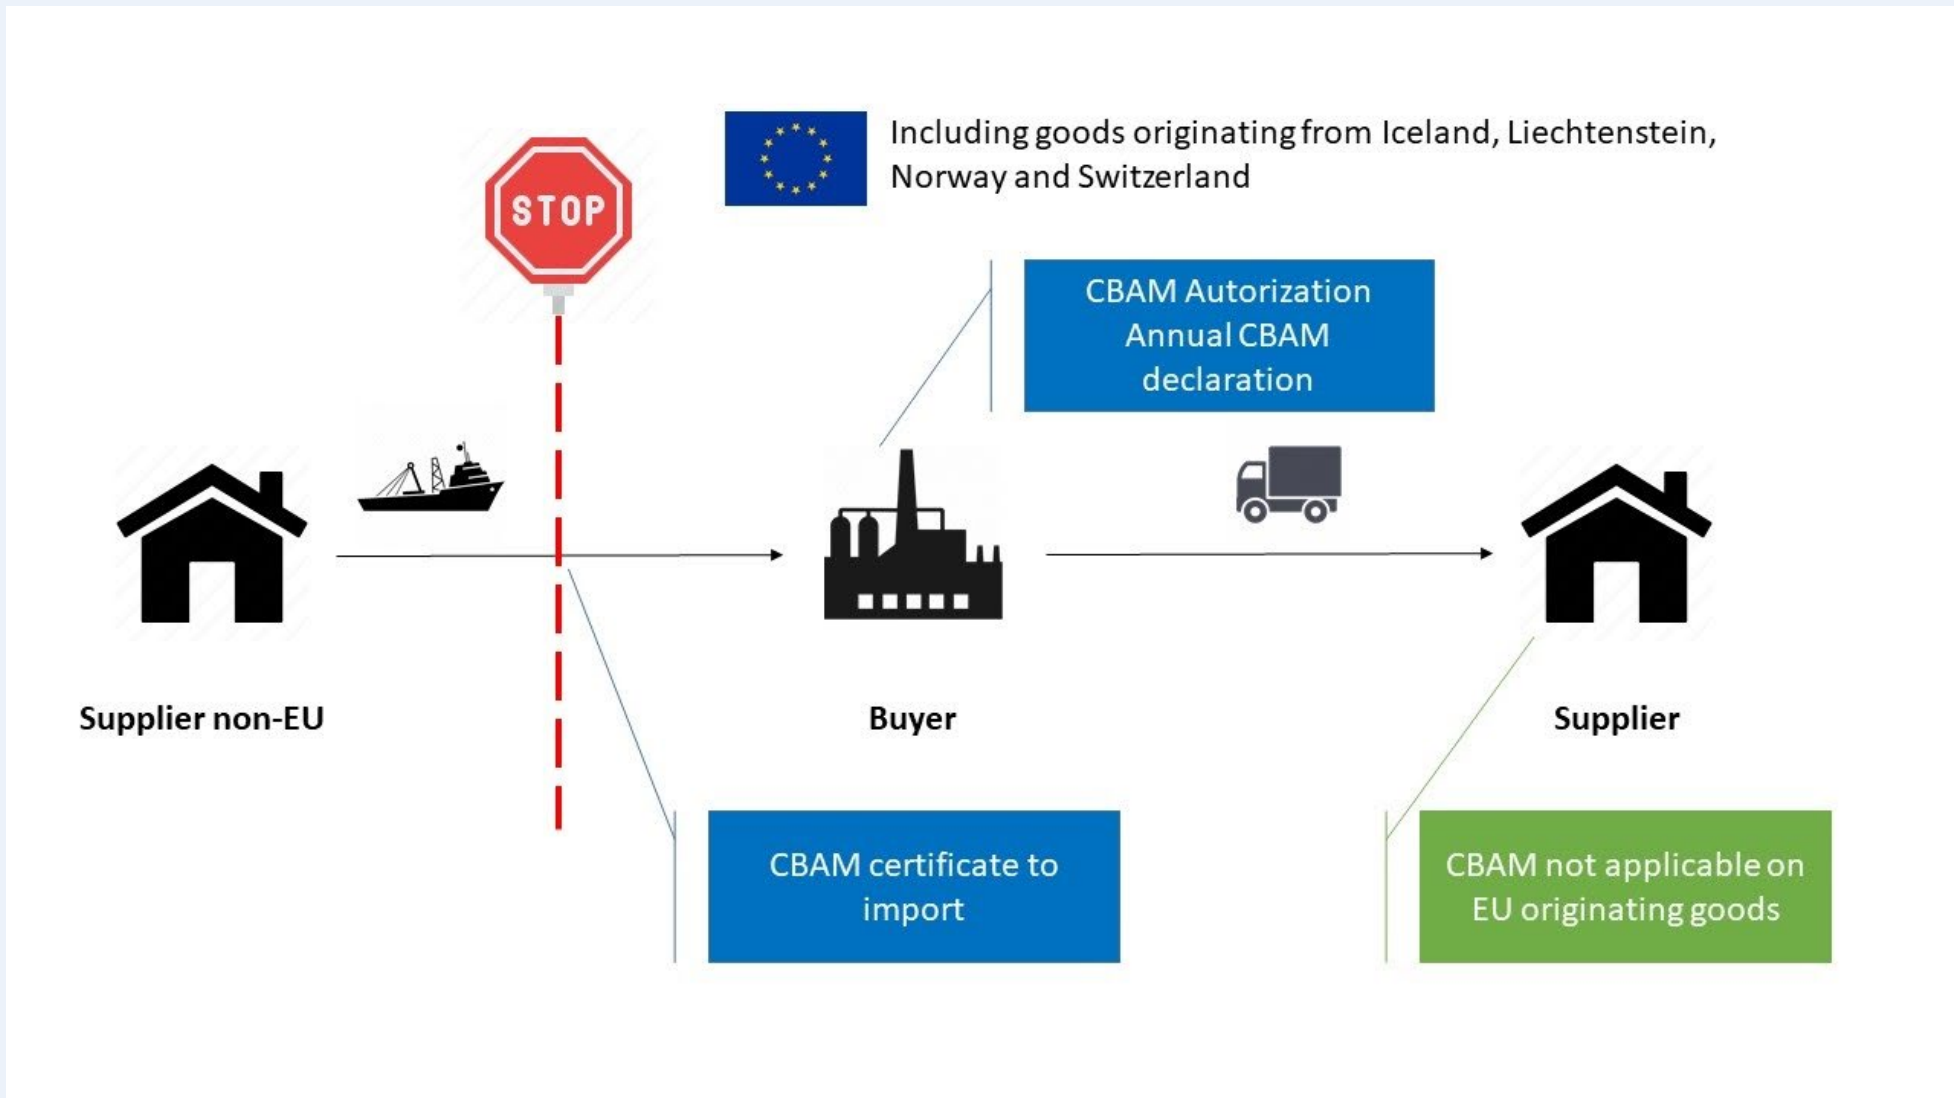 STOP
Including goods originating from Iceland, Liechtenstein,
Norway and Switzerland
CBAM Autorization
Annual CBAM
declaration
Supplier non-EU
Buyer
Supplier
CBAM certificate to
import
CBAM not applicable on
EU originating goods